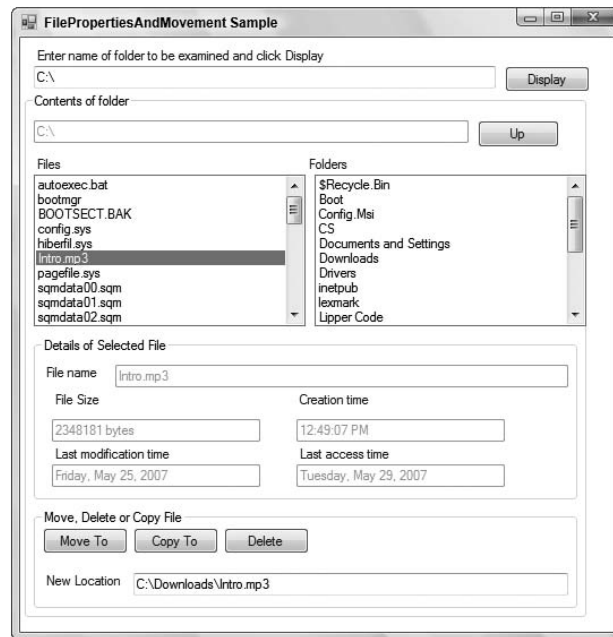 FilePropertiesAndMovement Sample
Enter name of folder to be examined and click Display
C:\
Display
Contents of folder
C:\
Up
Files
Folders
autoexec.bat
bootmgr
BOOTSECT.BAK
config.sys
hiberfil.sys
Intro.mp3
pagefile.sys
sqmdata00.sqm
sqmdata01.sqm
sqmdata02.sqm
$Recycle.Bin
Boot
Config.Msi
CS
Documents and Settings
Downloads
Drivers
inetpub
lexmark
Lipper Code
Details of Selected File
File name
Intro.mp3
File Size
Creation time
2348181 bytes
12:49:07 PM
Last modification time
Last access time
Friday, May 25, 2007
Tuesday, May 29, 2007
Move, Delete or Copy File
Move To
Copy To
Delete
New Location
C:\Downloads\Intro.mp3